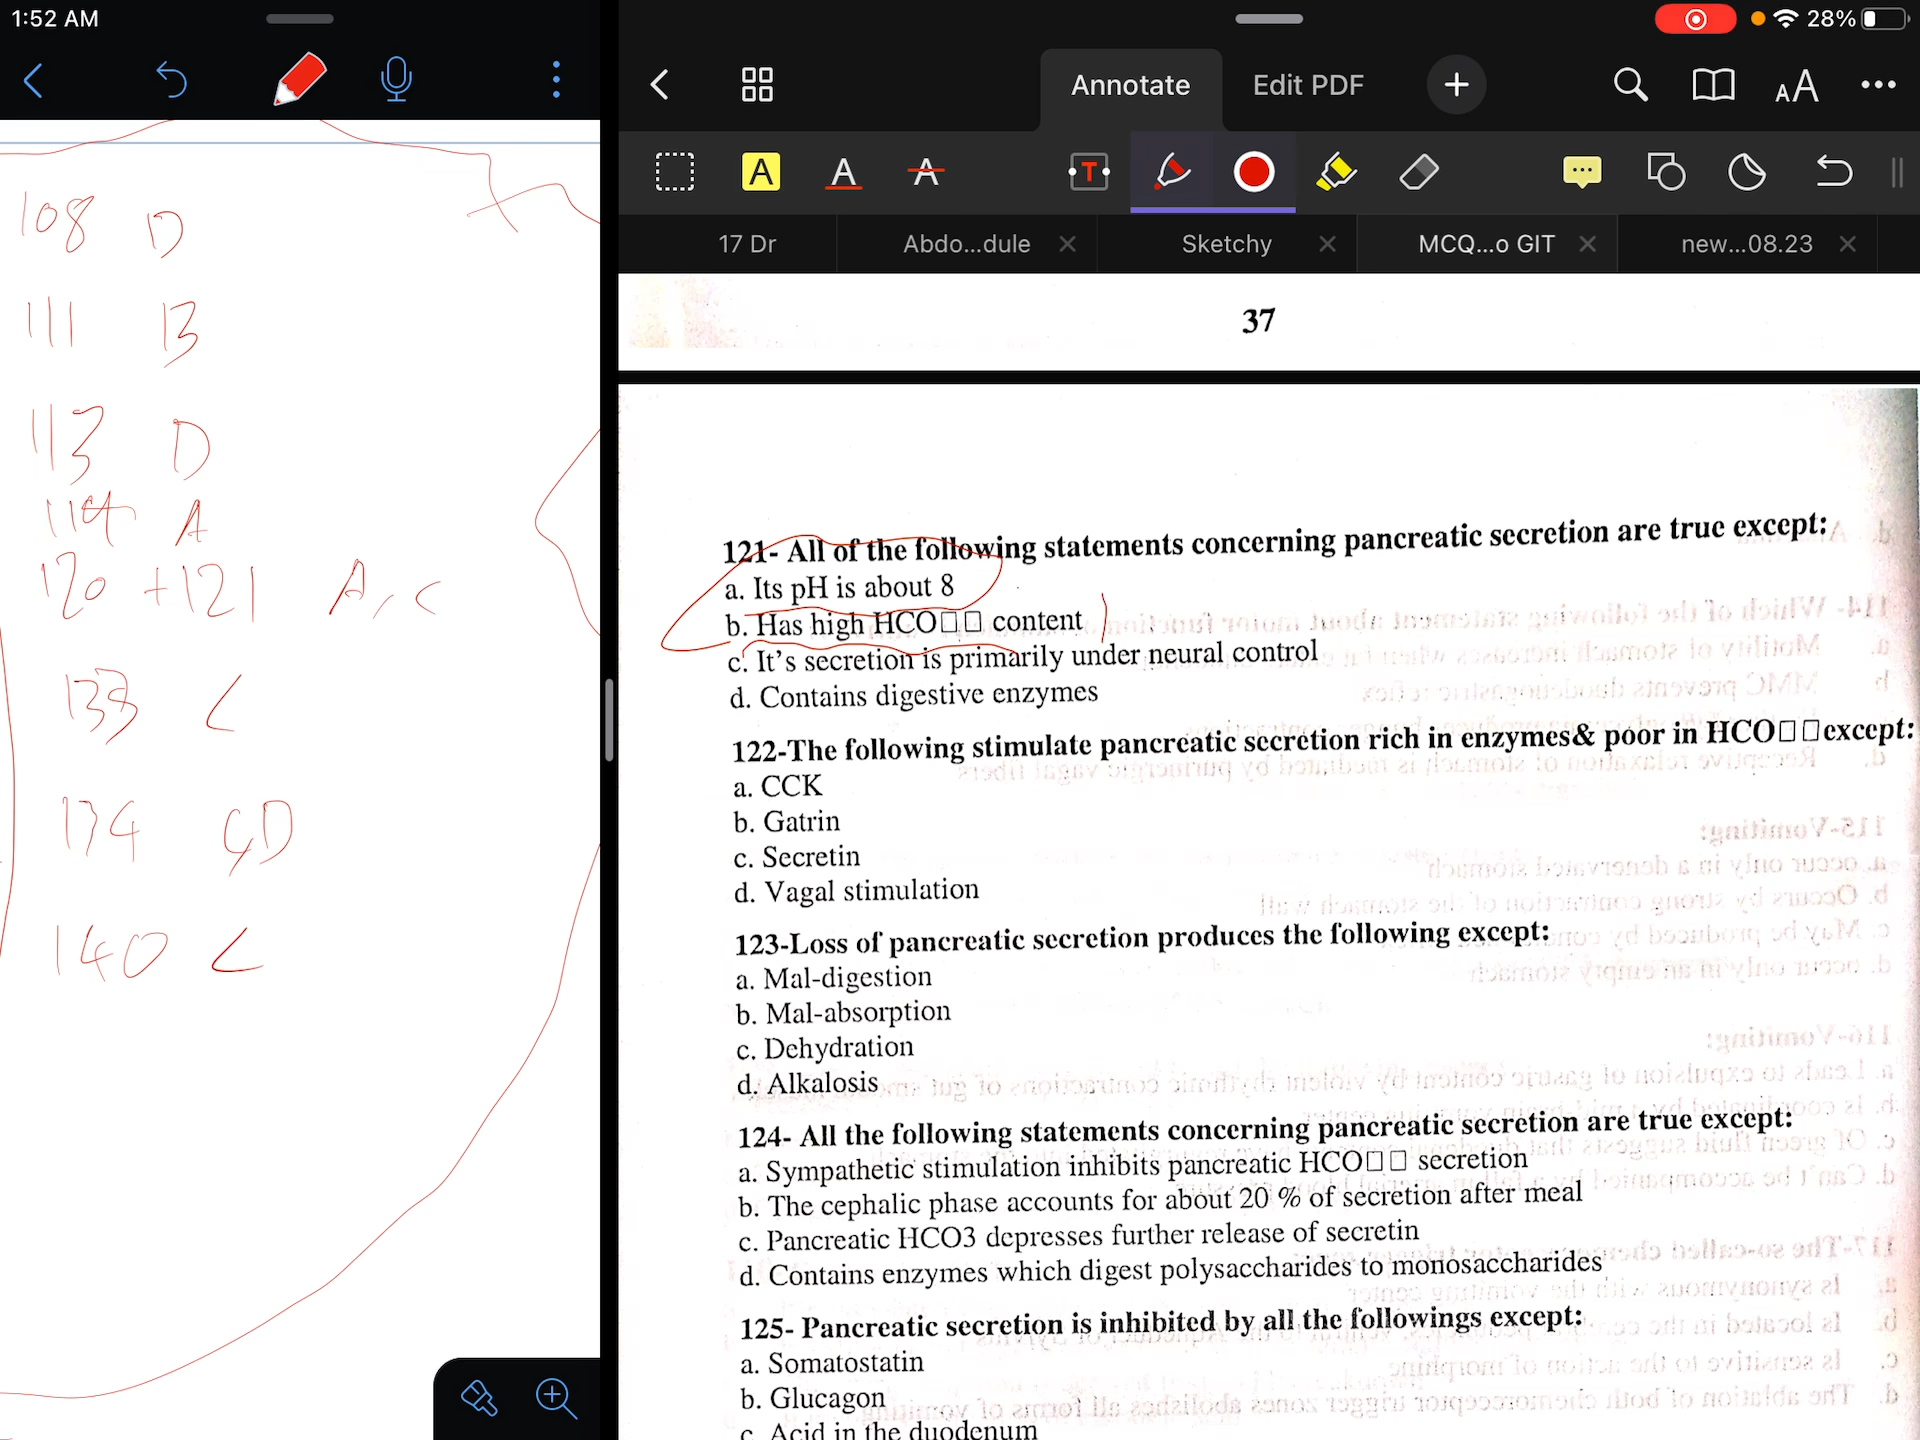 1:52 AM
28%
Annotate
Edit PDF
17 Dr
Abdo...dule
Sketchy
MCQ...o GIT
new...08.23
108 D
111 B
113 D
114 A
120 + 121 A, C
138 C
134 C, D
140 C
37
121- All of the following statements concerning pancreatic secretion are true except:
a. Its pH is about 8
b. Has high HCO□□ content
c. It's secretion is primarily under neural control
d. Contains digestive enzymes
122-The following stimulate pancreatic secretion rich in enzymes& poor in HCO□□except:
a. CCK
b. Gatrin
c. Secretin
d. Vagal stimulation
123-Loss of pancreatic secretion produces the following except:
a. Mal-digestion
b. Mal-absorption
c. Dehydration
d. Alkalosis
124- All the following statements concerning pancreatic secretion are true except:
a. Sympathetic stimulation inhibits pancreatic HCO□□ secretion
b. The cephalic phase accounts for about 20 % of secretion after meal
c. Pancreatic HCO3 depresses further release of secretin
d. Contains enzymes which digest polysaccharides to monosaccharides
125- Pancreatic secretion is inhibited by all the followings except:
a. Somatostatin
b. Glucagon
c. Acid in the duodenum